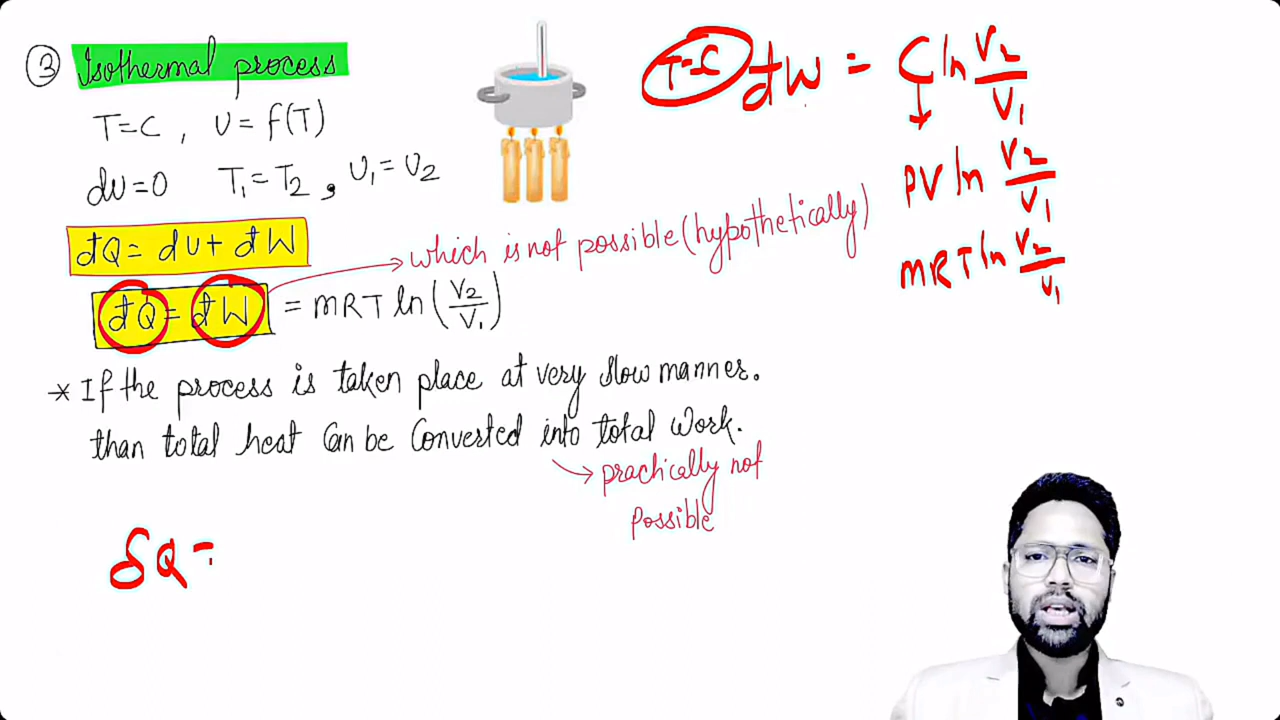 ③ Isothermal process
T=C , U = f(T)
dU=0 T₁=T₂ , U₁=U₂
đQ = dU + đW
đQ = đW = mRT ln (V₂/V₁)
which is not possible (hypothetically)
* If the process is taken place at very slow manner.
than total heat can be converted into total work.
practically not
possible
δQ =
T=C đW = C ln V₂/V₁
PV ln V₂/V₁
mRT ln V₂/V₁